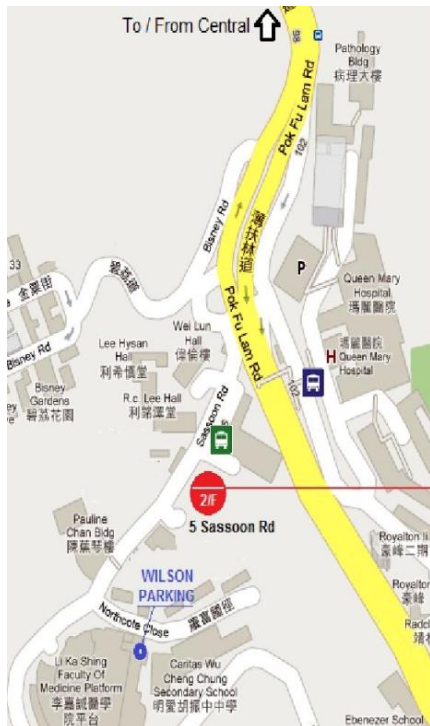 To / From Central
98
Pok Fu Lam Rd
Pathology
Bldg
病理大樓
102
Bisney Rd
薄扶林道
碧荔道
33
金粟街
P
Queen Mary
Hospital
瑪麗醫院
Wei Lun
Hall
偉倫樓
Pok Fu Lam Rd
Lee Hysan
Hall
利希慎堂
瑪麗醫院
H
Queen Mary
Hospital
Bisney Rd
Bisney
Gardens
碧荔花園
R.c. Lee Hall
利銘澤堂
Sassoon Rd
102
2/F
5 Sassoon Rd
Pauline
Chan Bldg
陳蕉琴樓
Royalton
豪峰二期
WILSON
PARKING
Royalton
豪峰
Northcote Close
羅富國徑
Li Ka Shing
Faculty Of
Medicine Platform
李嘉誠醫學
院平台
Caritas Wu
Cheng Chung
Secondary School
明愛胡振中中學
Ebenezer School